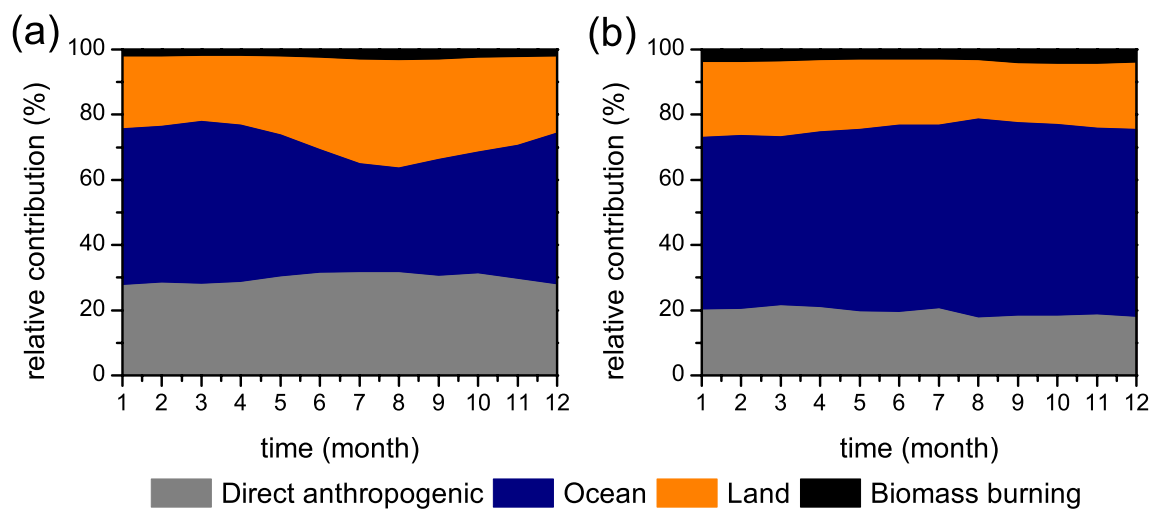 (a)
relative contribution (%)
100
80
60
40
20
0
1 2 3 4 5 6 7 8 9 10 11 12
time (month)
(b)
relative contribution (%)
100
80
60
40
20
0
1 2 3 4 5 6 7 8 9 10 11 12
time (month)
Direct anthropogenic Ocean Land Biomass burning